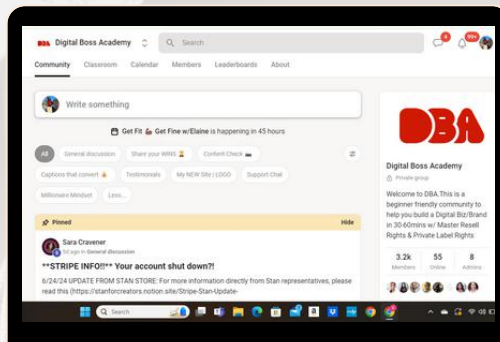 DBA Digital Boss Academy
Search
4
99+
Community Classroom Calendar Members Leaderboards About
Write something
Get Fit Get Fine w/Elaine is happening in 45 hours
All General discussion Share your WINS Content Check
Captions that convert Testimonials My NEW Site | LOGO Support Chat
Millionaire Mindset Less...
Pinned Hide
Sara Cravener
5d ago in General discussion
**STRIPE INFO!!** Your account shut down?!
6/24/24 UPDATE FROM STAN STORE: For more information directly from Stan representatives, please
read this (https://stanforcreators.notion.site/Stripe-Stan-Update-
DBA
Digital Boss Academy
Private group
Welcome to DBA.This is a
beginner friendly community to
help you build a Digital Biz/Brand
in 30-60mins w/ Master Resell
Rights & Private Label Rights
3.2k 55 8
Members Online Admins
Search